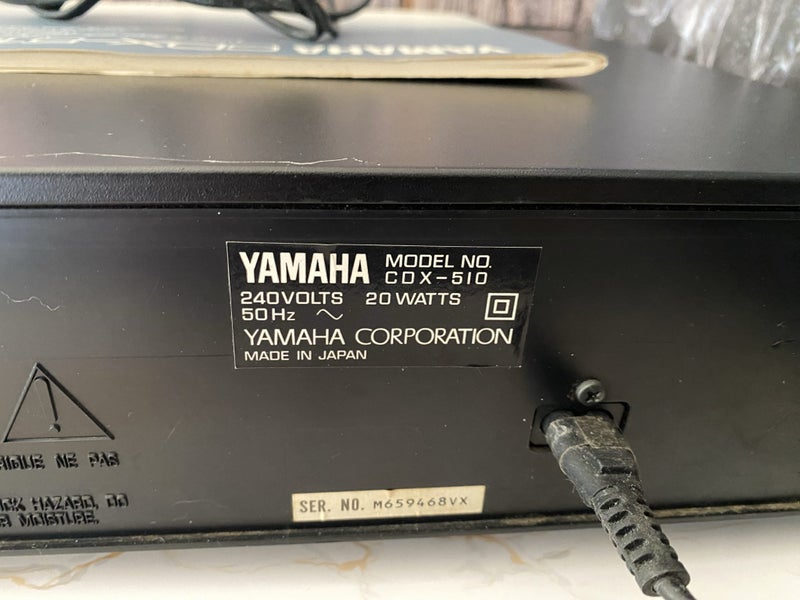 YAMAHA
YAMAHA MODEL NO.
CDX-510
240VOLTS 20 WATTS
50Hz ~
YAMAHA CORPORATION
MADE IN JAPAN
NE PAS
HAZARD, DO
MOISTURE.
SER. NO. M659468VX